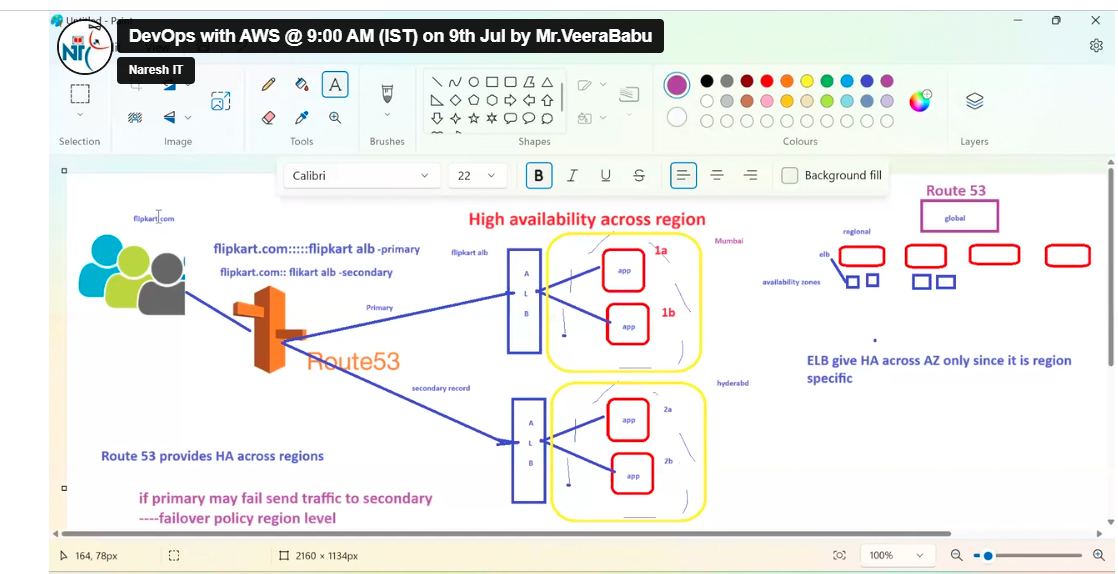 Untitled - Paint
DevOps with AWS @ 9:00 AM (IST) on 9th Jul by Mr.VeeraBabu
NIT
Naresh IT
A
Selection
Image
Tools
Brushes
Shapes
Colours
Layers
Calibri
22
B
I
U
S
Background fill
flipkart.com
High availability across region
flipkart.com:::::flipkart alb -primary
flipkart.com:: flikart alb -secondary
flipkart alb
A
L
B
app
1a
app
1b
Mumbai
Primary
Route53
secondary record
A
L
B
app
2a
app
2b
hyderabd
Route 53 provides HA across regions
if primary may fail send traffic to secondary
----failover policy region level
Route 53
global
regional
elb
availability zones
ELB give HA across AZ only since it is region
specific
164, 78px
2160 × 1134px
100%